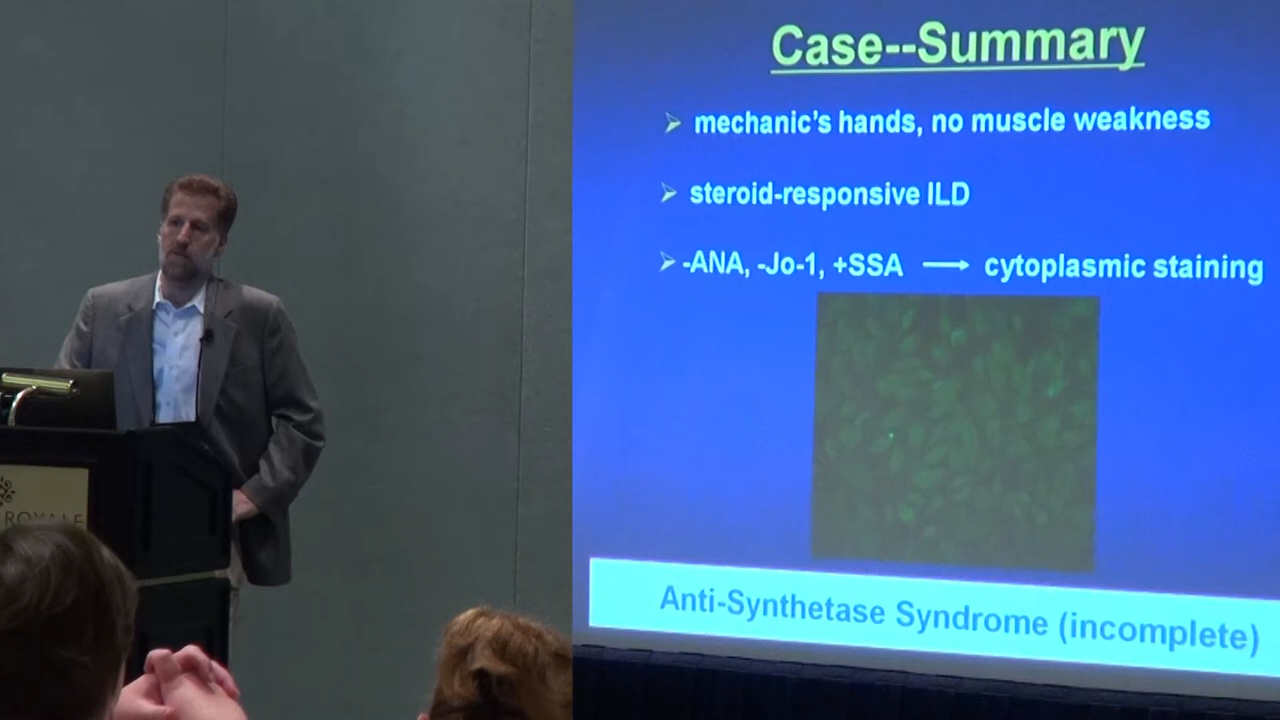 Case--Summary
mechanic's hands, no muscle weakness
steroid-responsive ILD
-ANA, -Jo-1, +SSA → cytoplasmic staining
Anti-Synthetase Syndrome (incomplete)
ROYALE